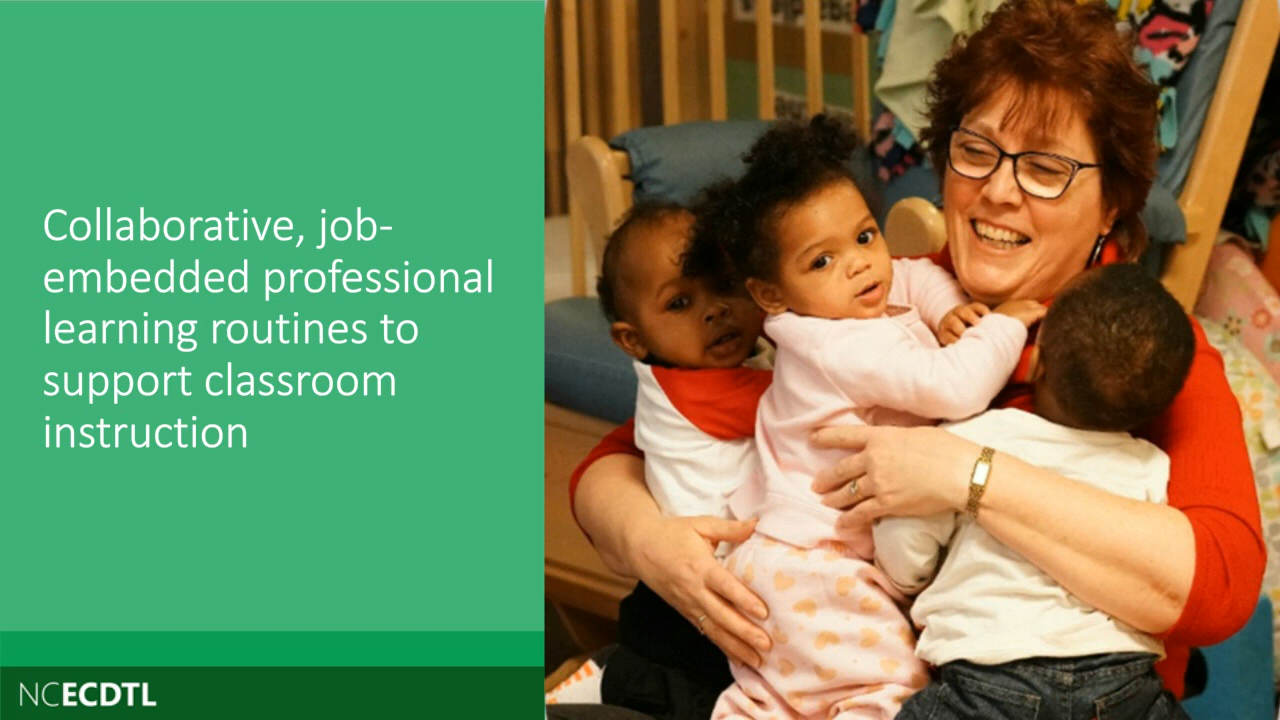 Collaborative, job-
embedded professional
learning routines to
support classroom
instruction
NCECDTL